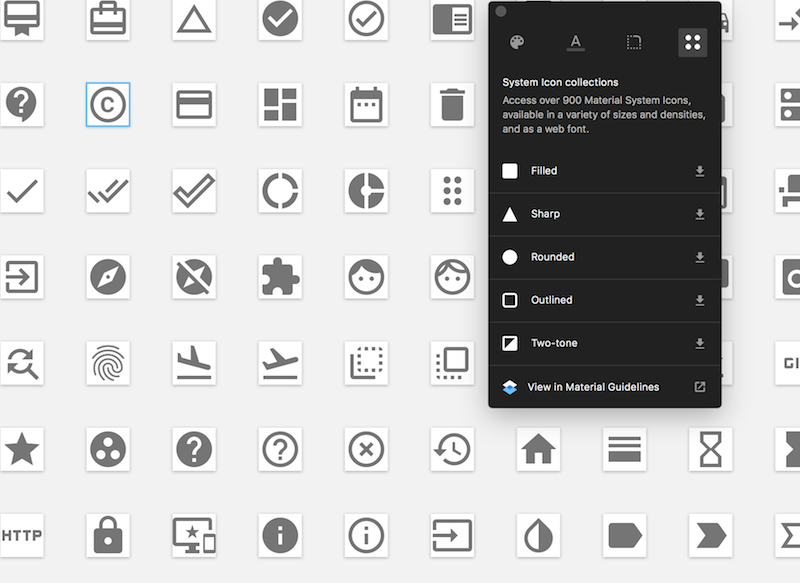 A
System Icon collections
Access over 900 Material System Icons,
available in a variety of sizes and densities,
and as a web font.
C
Filled
Sharp
Rounded
Outlined
Two-tone
View in Material Guidelines
GI
HTTP